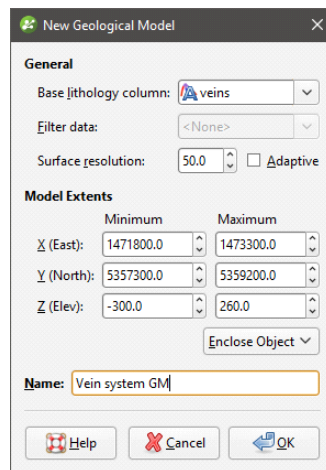 New Geological Model
General
Base lithology column: veins
Filter data: <None>
Surface resolution: 50.0 Adaptive
Model Extents
Minimum Maximum
X (East): 1471800.0 1473300.0
Y (North): 5357300.0 5359200.0
Z (Elev): -300.0 260.0
Enclose Object
Name: Vein system GM
Help Cancel OK